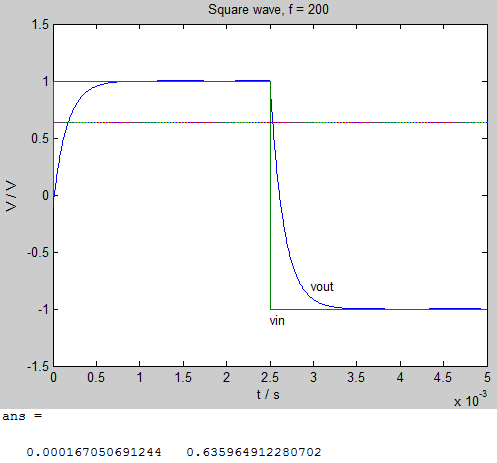 Square wave, f = 200
1.5
1
0.5
0
-0.5
-1
-1.5
V / V
vout
vin
0 0.5 1 1.5 2 2.5 3 3.5 4 4.5 5
t / s
x 10⁻³
ans =
0.000167050691244 0.635964912280702